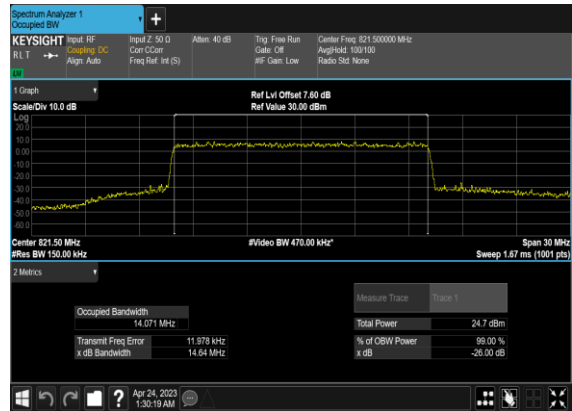 Spectrum Analyzer 1
Occupied BW
+
KEYSIGHT Input: RF Input Z: 50 Ω Atten: 40 dB Trig: Free Run Center Freq: 821.500000 MHz
RLT Coupling: DC Corr CCorr Gate: Off Avg|Hold: 100/100
Align: Auto Freq Ref: Int (S) #IF Gain: Low Radio Std: None
1 Graph
Ref Lvl Offset 7.60 dB
Scale/Div 10.0 dB Ref Value 30.00 dBm
Log
20.0
10.0
0.00
-10.0
-20.0
-30.0
-40.0
-50.0
-60.0
Center 821.50 MHz #Video BW 470.00 kHz* Span 30 MHz
#Res BW 150.00 kHz Sweep 1.67 ms (1001 pts)
2 Metrics
Measure Trace Trace 1
Occupied Bandwidth
14.071 MHz Total Power 24.7 dBm
Transmit Freq Error 11.978 kHz % of OBW Power 99.00 %
x dB Bandwidth 14.64 MHz x dB -26.00 dB
? Apr 24, 2023
1:30:19 AM